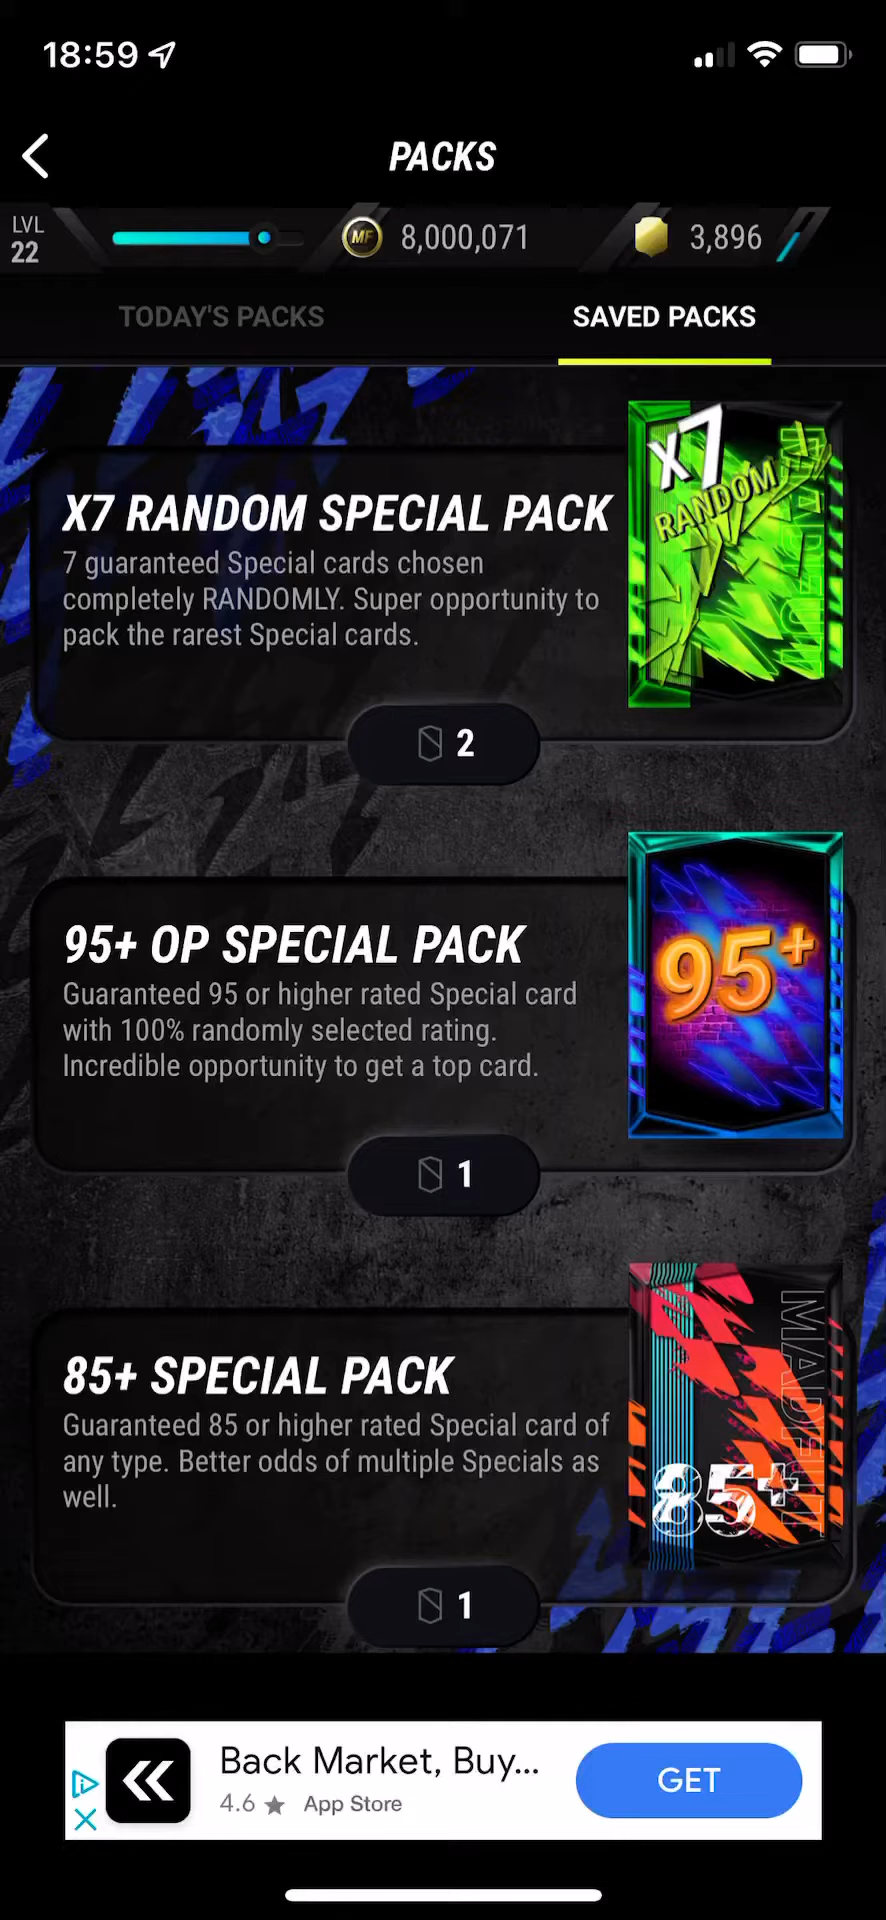 18:59
PACKS
LVL
22
MF
8,000,071
3,896
TODAY'S PACKS
SAVED PACKS
X7 RANDOM SPECIAL PACK
7 guaranteed Special cards chosen
completely RANDOMLY. Super opportunity to
pack the rarest Special cards.
x7
RANDOM
2
95+ OP SPECIAL PACK
Guaranteed 95 or higher rated Special card
with 100% randomly selected rating.
Incredible opportunity to get a top card.
95+
1
85+ SPECIAL PACK
Guaranteed 85 or higher rated Special card of
any type. Better odds of multiple Specials as
well.
MADFUT
85+
1
Back Market, Buy...
4.6 ★ App Store
GET